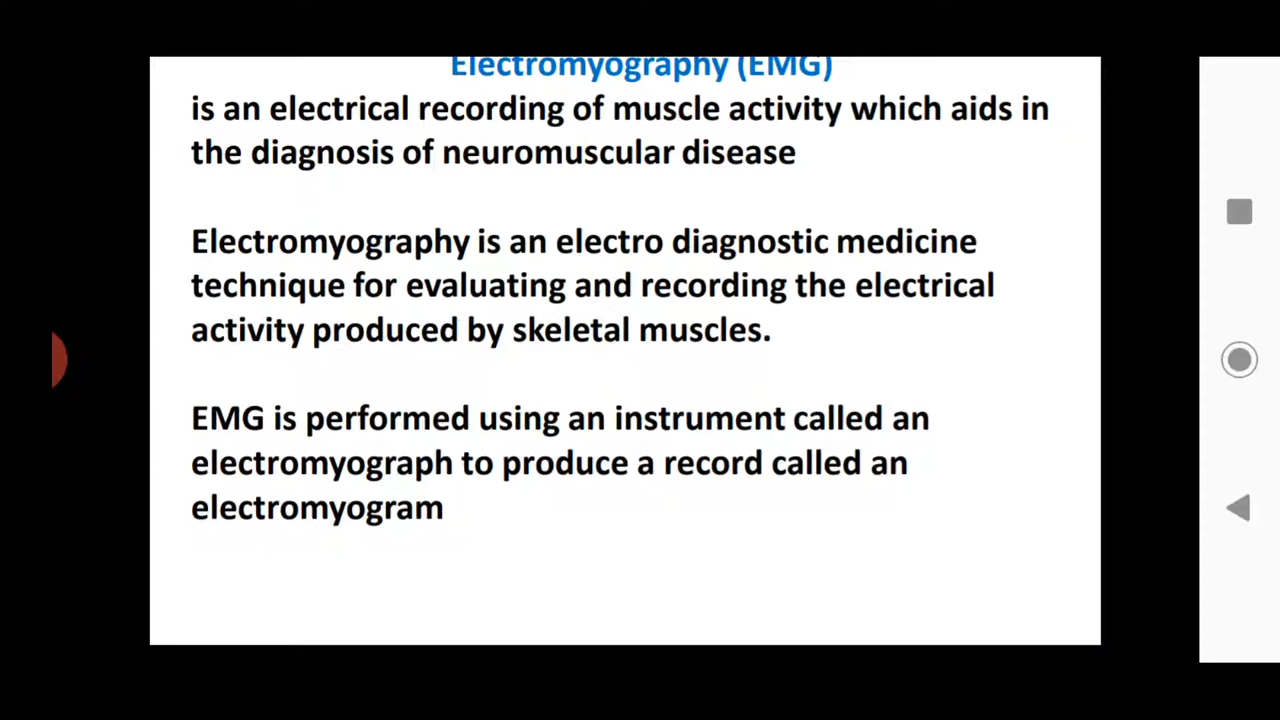 Electromyography (EMG)
is an electrical recording of muscle activity which aids in
the diagnosis of neuromuscular disease
Electromyography is an electro diagnostic medicine
technique for evaluating and recording the electrical
activity produced by skeletal muscles.
EMG is performed using an instrument called an
electromyograph to produce a record called an
electromyogram